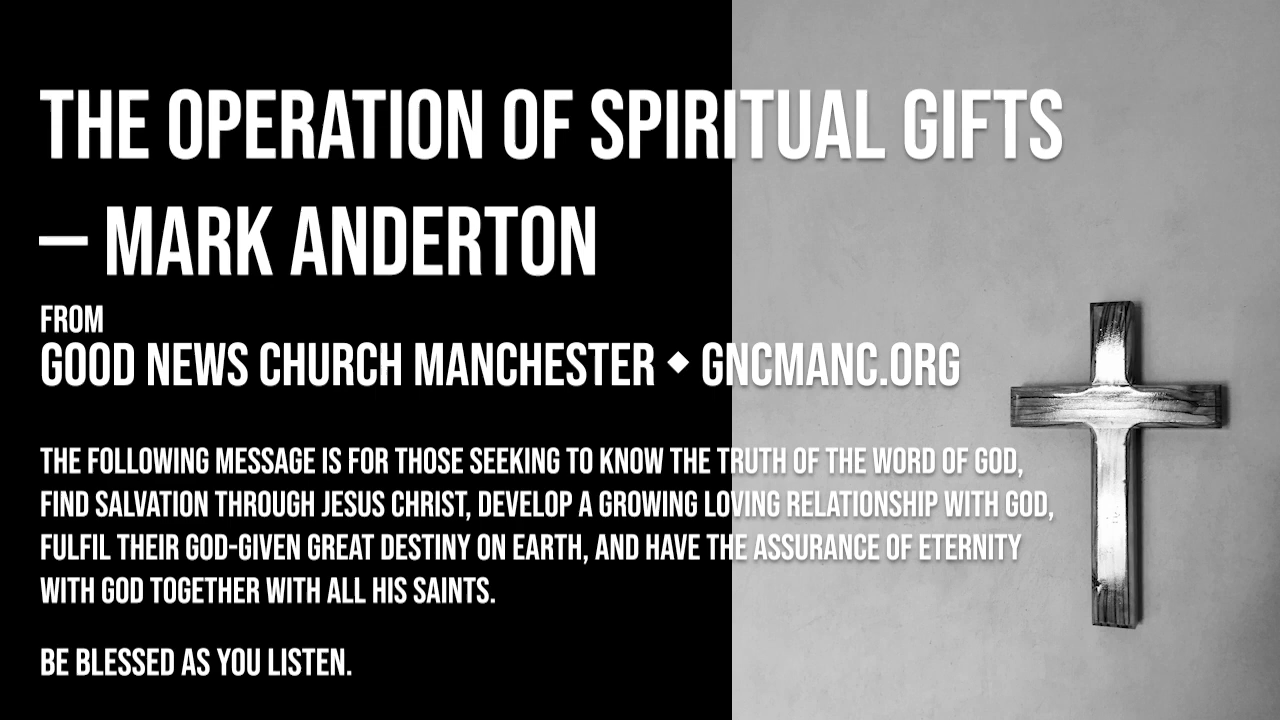 THE OPERATION OF SPIRITUAL GIFTS
— MARK ANDERTON
FROM
GOOD NEWS CHURCH MANCHESTER ◆ GNCMANC.ORG
THE FOLLOWING MESSAGE IS FOR THOSE SEEKING TO KNOW THE TRUTH OF THE WORD OF GOD,
FIND SALVATION THROUGH JESUS CHRIST, DEVELOP A GROWING LOVING RELATIONSHIP WITH GOD,
FULFIL THEIR GOD-GIVEN GREAT DESTINY ON EARTH, AND HAVE THE ASSURANCE OF ETERNITY
WITH GOD TOGETHER WITH ALL HIS SAINTS.
BE BLESSED AS YOU LISTEN.